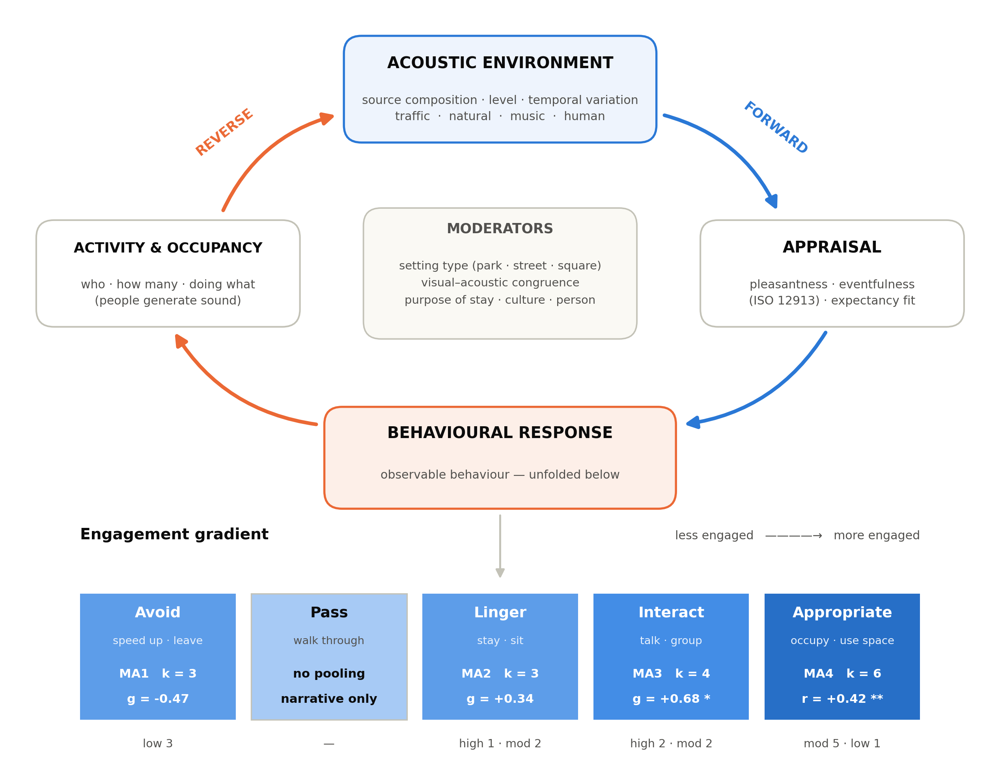 ACOUSTIC ENVIRONMENT
source composition · level · temporal variation
traffic · natural · music · human
REVERSE
FORWARD
ACTIVITY & OCCUPANCY
who · how many · doing what
(people generate sound)
MODERATORS
setting type (park · street · square)
visual–acoustic congruence
purpose of stay · culture · person
APPRAISAL
pleasantness · eventfulness
(ISO 12913) · expectancy fit
BEHAVIOURAL RESPONSE
observable behaviour — unfolded below
Engagement gradient
less engaged ————→ more engaged
Avoid
speed up · leave
MA1 k = 3
g = -0.47
low 3
Pass
walk through
no pooling
narrative only
—
Linger
stay · sit
MA2 k = 3
g = +0.34
high 1 · mod 2
Interact
talk · group
MA3 k = 4
g = +0.68 *
high 2 · mod 2
Appropriate
occupy · use space
MA4 k = 6
r = +0.42 **
mod 5 · low 1